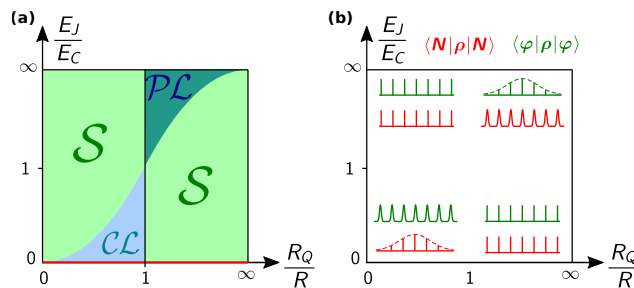 (a)
E_J/E_C
∞
PL
S
S
1
CL
0
0
1
∞
R_Q/R
(b)
E_J/E_C
⟨N|ρ|N⟩ ⟨φ|ρ|φ⟩
∞
1
0
0
1
∞
R_Q/R